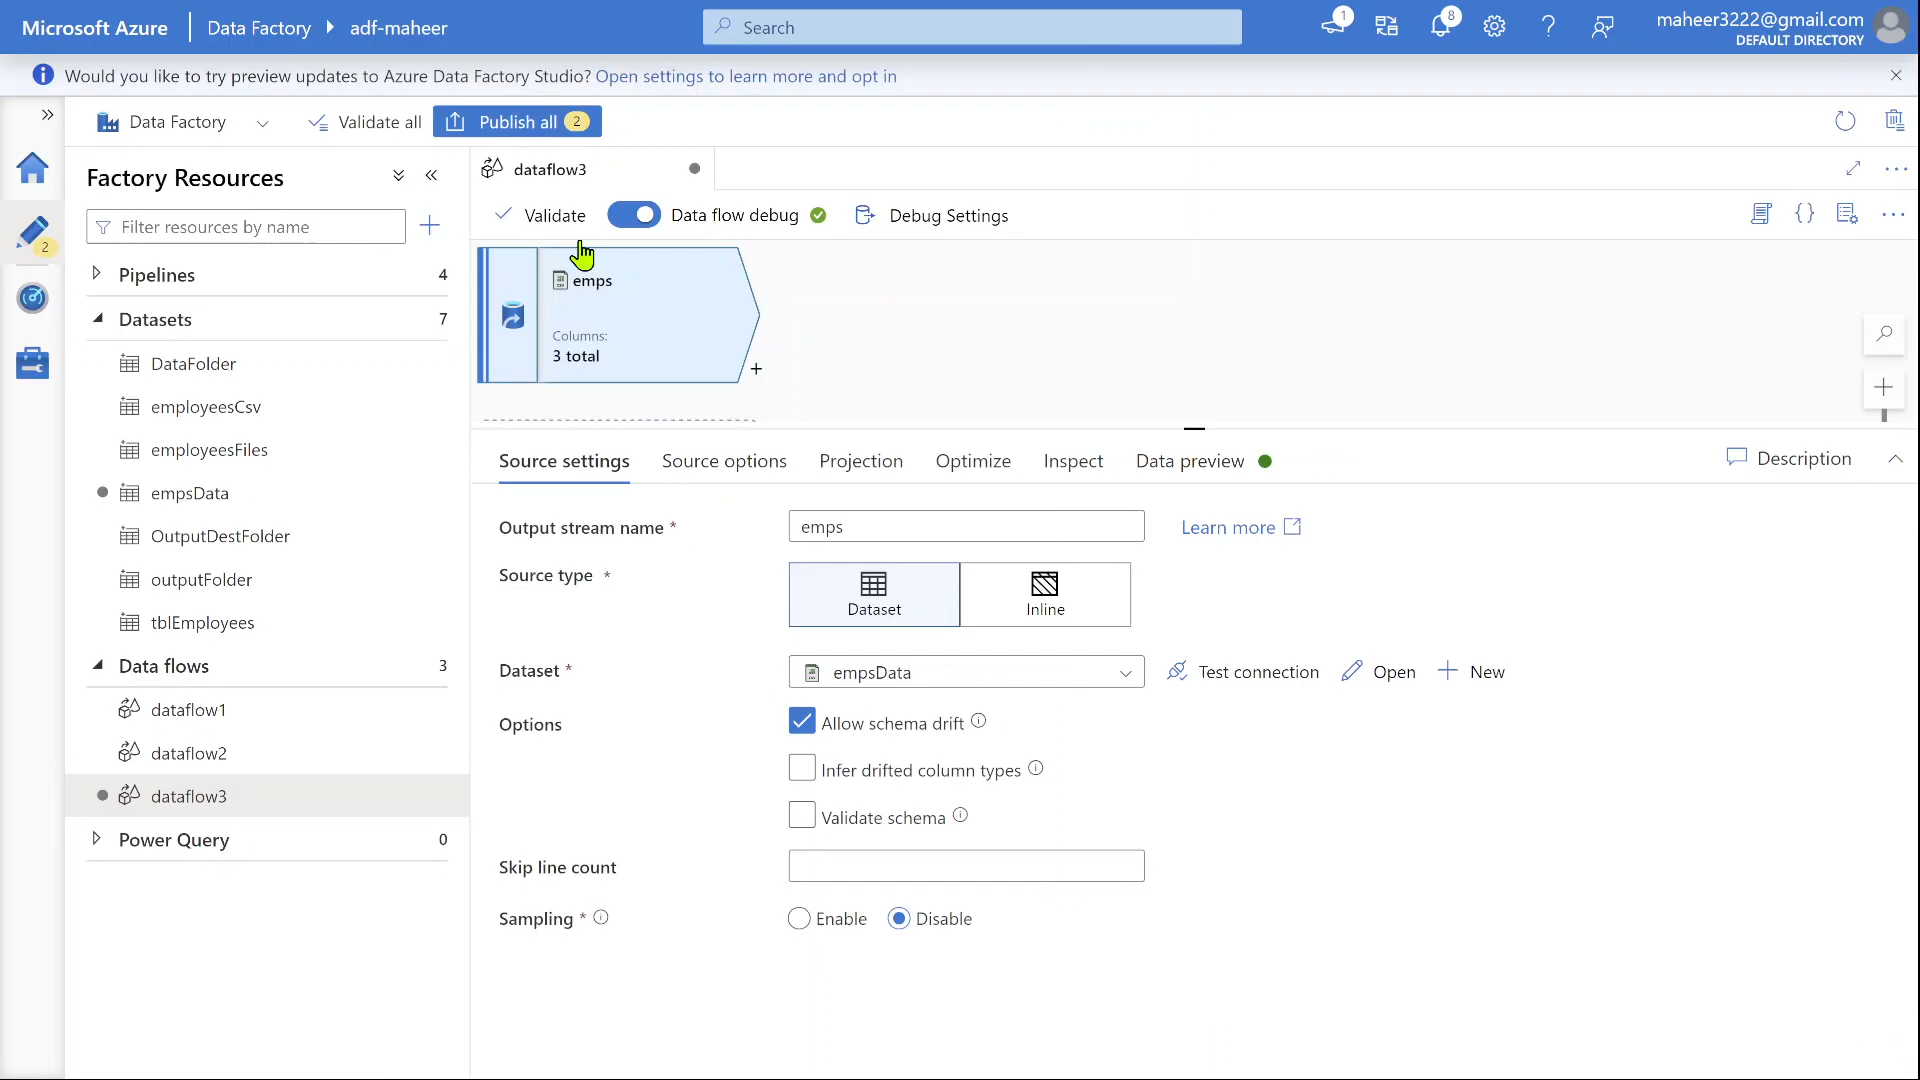 Microsoft Azure
Data Factory
adf-maheer
Search
1
8
maheer3222@gmail.com
DEFAULT DIRECTORY
Would you like to try preview updates to Azure Data Factory Studio? Open settings to learn more and opt in
Data Factory
Validate all
Publish all 2
Factory Resources
dataflow3
Validate
Data flow debug
Debug Settings
Filter resources by name
2
Pipelines 4
Datasets 7
DataFolder
employeesCsv
employeesFiles
empsData
OutputDestFolder
outputFolder
tblEmployees
Data flows 3
dataflow1
dataflow2
dataflow3
Power Query 0
emps
Columns:
3 total
Source settings
Source options
Projection
Optimize
Inspect
Data preview
Description
Output stream name *
emps
Learn more
Source type *
Dataset
Inline
Dataset *
empsData
Test connection
Open
New
Options
Allow schema drift
Infer drifted column types
Validate schema
Skip line count
Sampling *
Enable
Disable